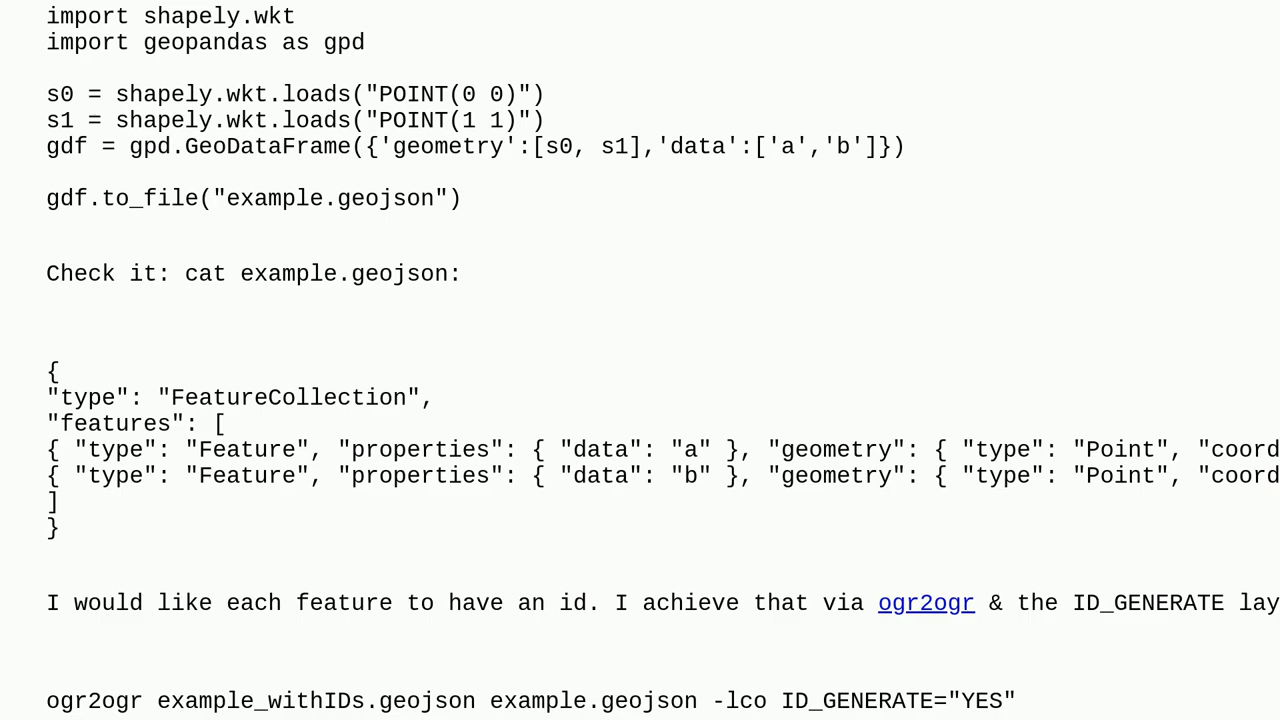 import shapely.wkt
import geopandas as gpd
s0 = shapely.wkt.loads("POINT(0 0)")
s1 = shapely.wkt.loads("POINT(1 1)")
gdf = gpd.GeoDataFrame({'geometry':[s0, s1],'data':['a','b']})
gdf.to_file("example.geojson")
Check it: cat example.geojson:
{
"type": "FeatureCollection",
"features": [
{ "type": "Feature", "properties": { "data": "a" }, "geometry": { "type": "Point", "coord
{ "type": "Feature", "properties": { "data": "b" }, "geometry": { "type": "Point", "coord
]
}
I would like each feature to have an id. I achieve that via ogr2ogr & the ID_GENERATE lay
ogr2ogr example_withIDs.geojson example.geojson -lco ID_GENERATE="YES"